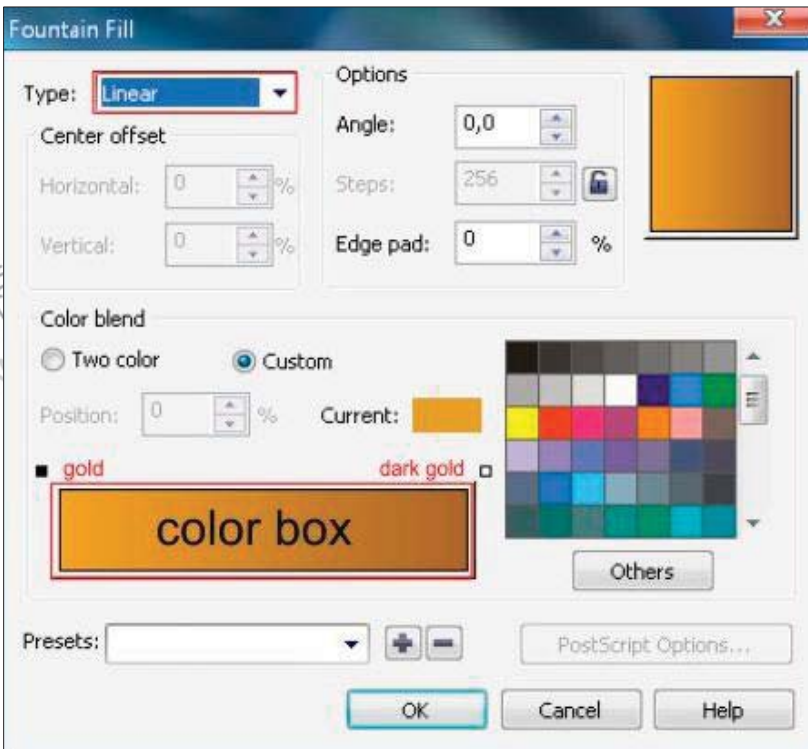 Fountain Fill
Type: Linear
Options
Center offset
Angle: 0,0
Horizontal: 0 %
Steps: 256
Vertical: 0 %
Edge pad: 0 %
Color blend
Two color Custom
Position: 0 % Current:
gold dark gold
color box
Others
Presets:
PostScript Options...
OK Cancel Help